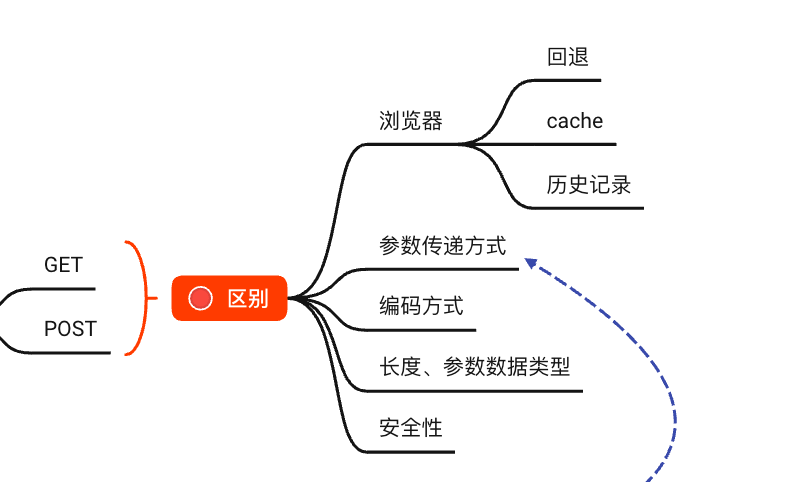 GET
POST
区别
浏览器
回退
cache
历史记录
参数传递方式
编码方式
长度、参数数据类型
安全性